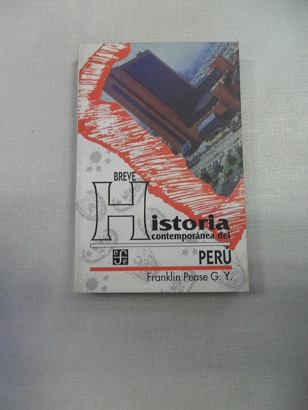 BREVE
Historia
contemporánea del
PERÚ
Franklin Pease G. Y.